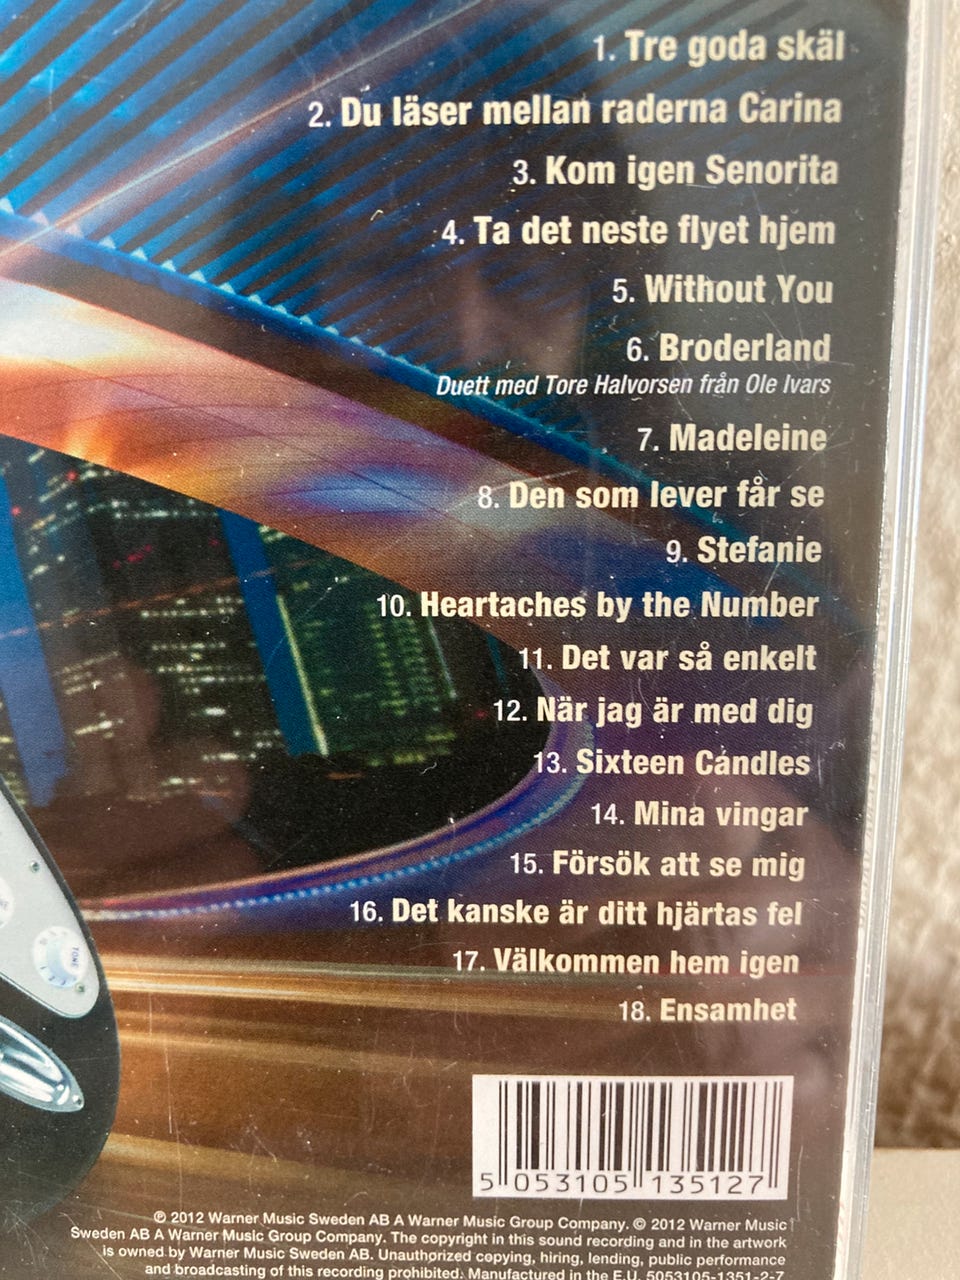 1. Tre goda skäl
2. Du läser mellan raderna Carina
3. Kom igen Senorita
4. Ta det neste flyet hjem
5. Without You
6. Broderland
Duett med Tore Halvorsen från Ole Ivars
7. Madeleine
8. Den som lever får se
9. Stefanie
10. Heartaches by the Number
11. Det var så enkelt
12. När jag är med dig
13. Sixteen Candles
14. Mina vingar
15. Försök att se mig
16. Det kanske är ditt hjärtas fel
17. Välkommen hem igen
18. Ensamhet
TONE
5 053105 135127
℗ 2012 Warner Music Sweden AB A Warner Music Group Company. © 2012 Warner Music
Sweden AB A Warner Music Group Company. The copyright in this sound recording and in the artwork
is owned by Warner Music Sweden AB. Unauthorized copying, hiring, lending, public performance
and broadcasting of this recording prohibited. Manufactured in the E.U. 5053105-1351-2-7